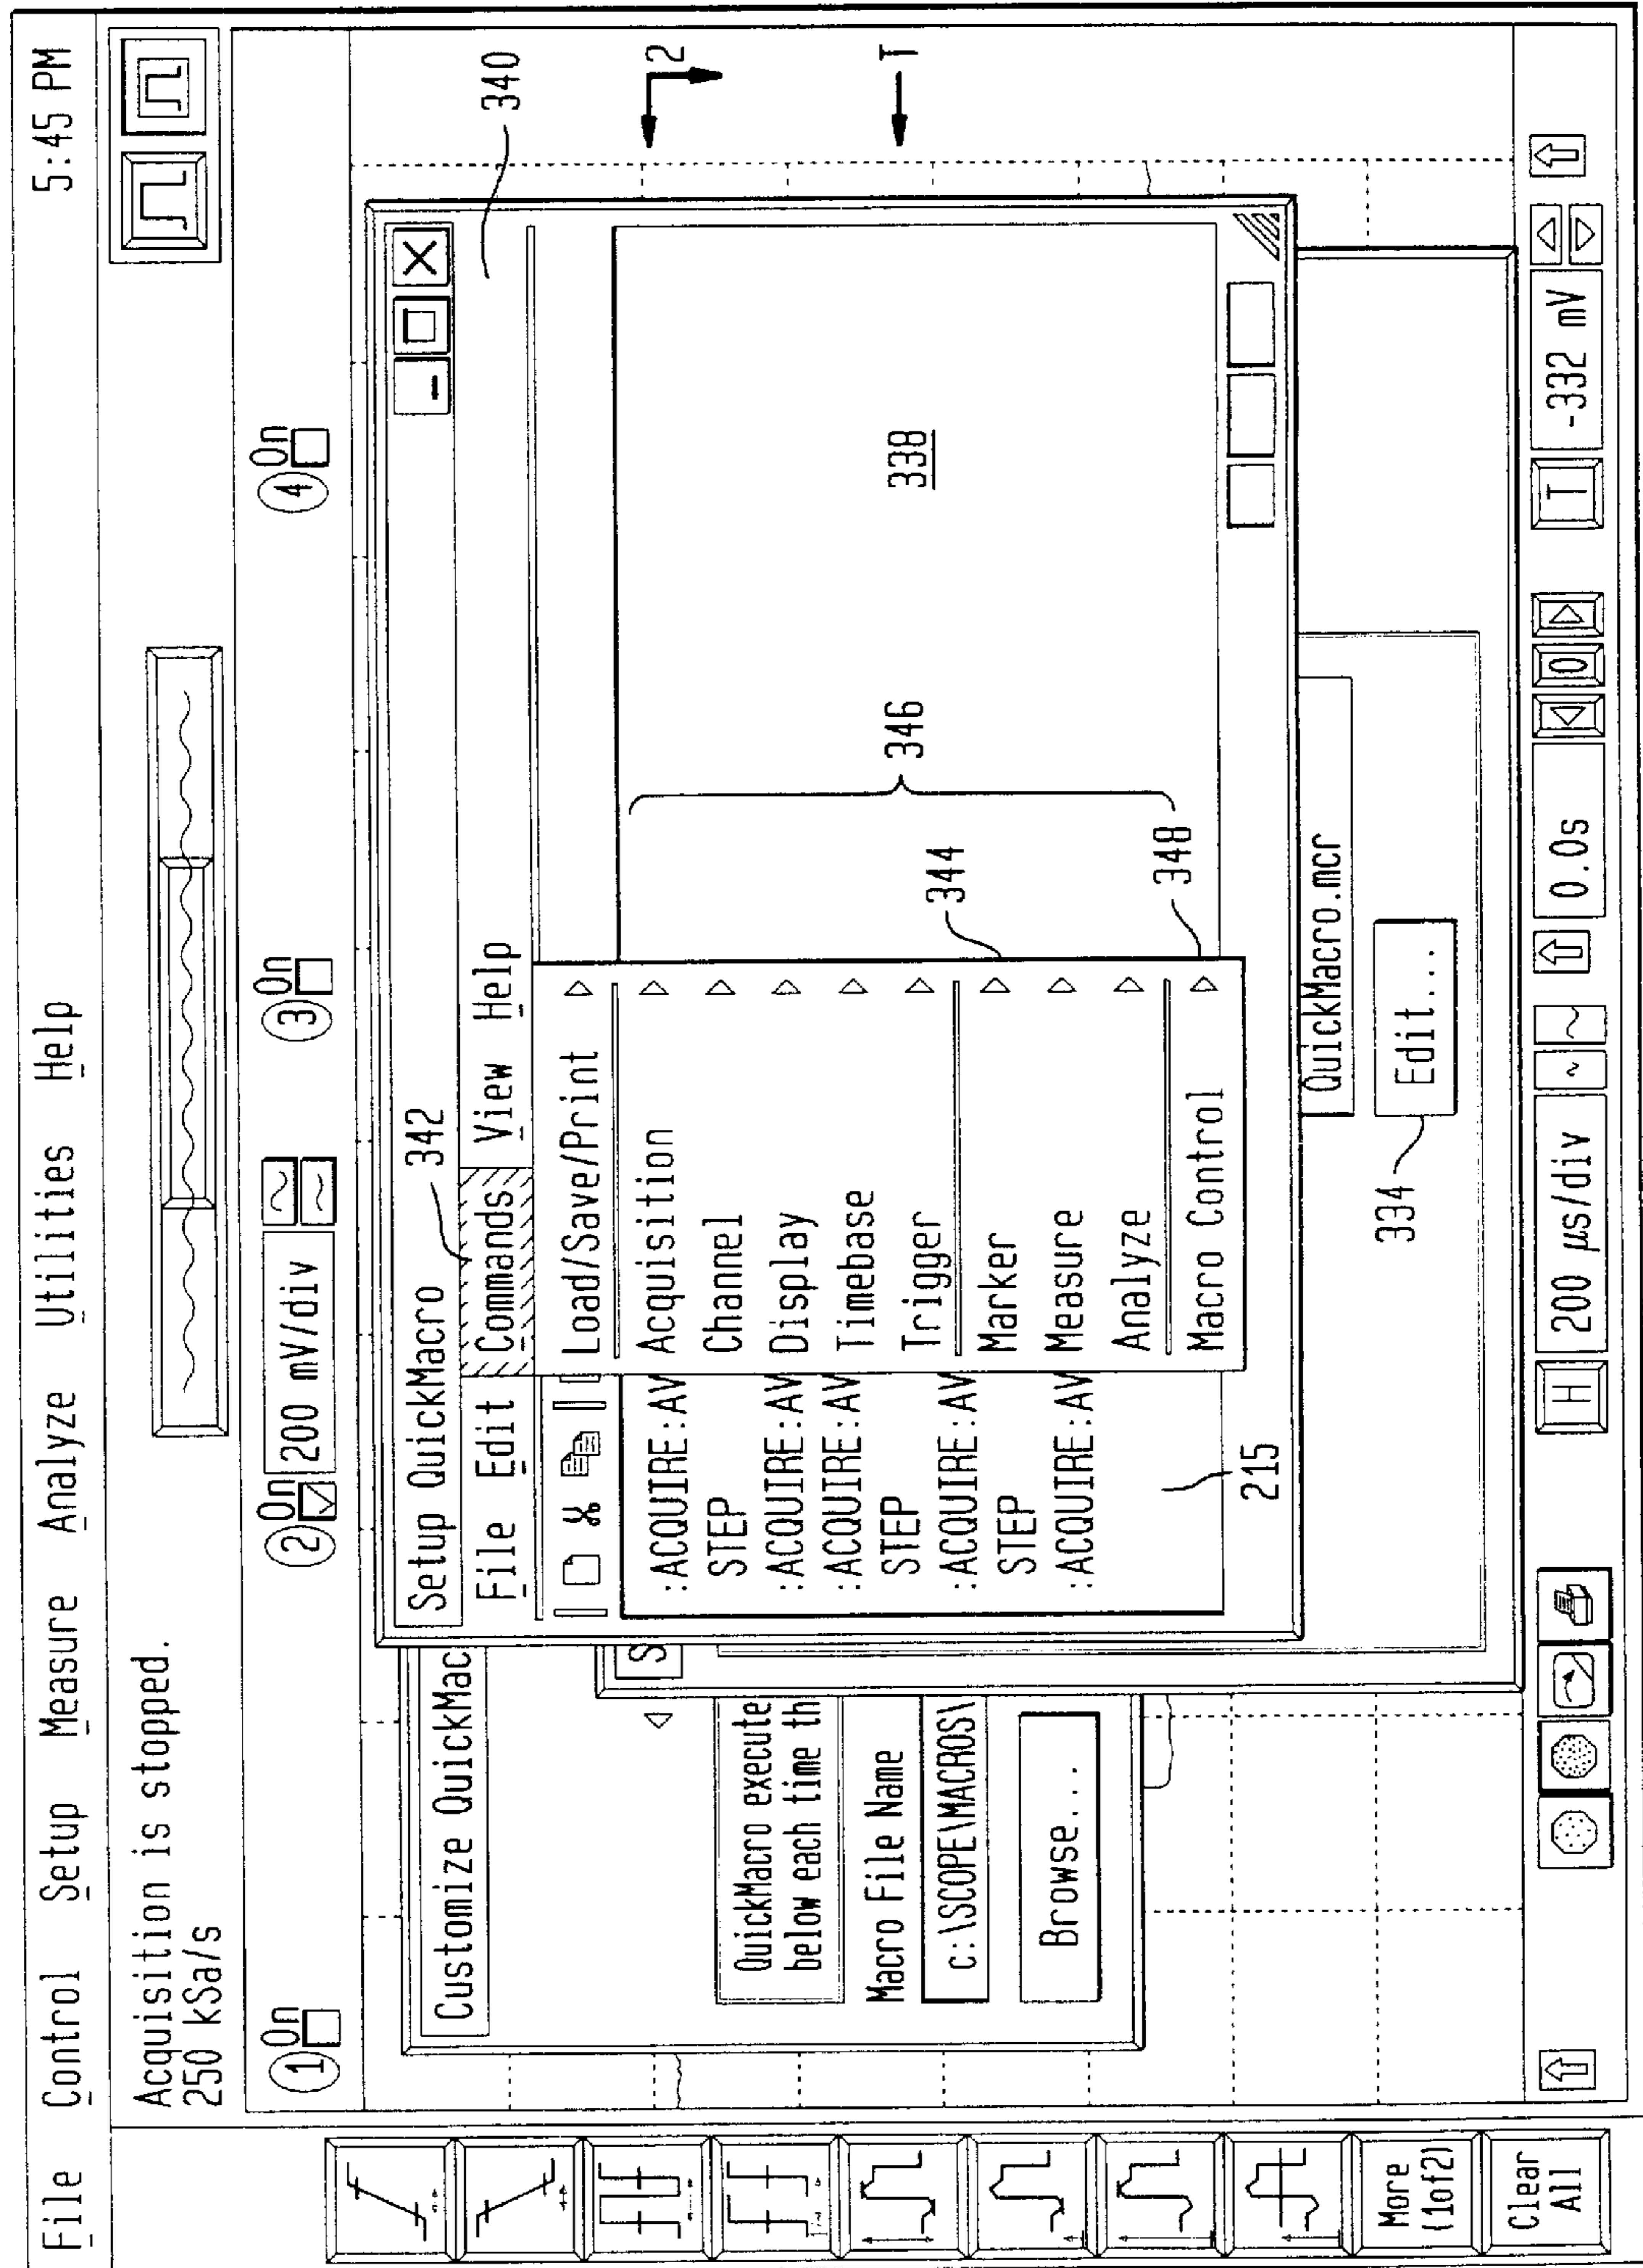 File Control Setup Measure Analyze Utilities Help 5:45 PM
Acquisition is stopped.
250 kSa/s
1 On
2 On 200 mV/div
3 On
4 On
Customize QuickMac
QuickMacro execute
below each time th
Macro File Name
c:\SCOPE\MACROS\
Browse...
S
Setup QuickMacro
342
340
File Edit Commands View Help
:ACQUIRE:AV
STEP
:ACQUIRE:AV
:ACQUIRE:AV
STEP
:ACQUIRE:AV
STEP
:ACQUIRE:AV
215
Load/Save/Print
Acquisition
Channel
Display
Timebase
Trigger
Marker
Measure
Analyze
Macro Control
344
346
348
338
2
T
QuickMacro.mcr
334
Edit...
More
(1of2)
Clear
All
H 200 µs/div 0.0s 0 T -332 mV